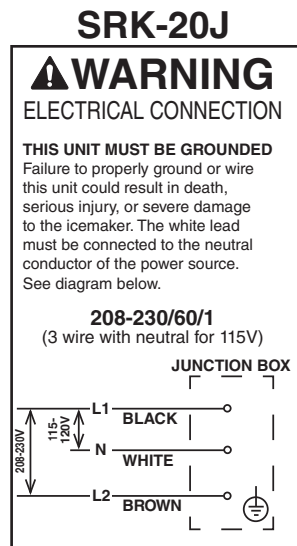 SRK-20J
WARNING
ELECTRICAL CONNECTION
THIS UNIT MUST BE GROUNDED
Failure to properly ground or wire
this unit could result in death,
serious injury, or severe damage
to the icemaker. The white lead
must be connected to the neutral
conductor of the power source.
See diagram below.
208-230/60/1
(3 wire with neutral for 115V)
JUNCTION BOX
L1
BLACK
115-
120V
208-230V
N
WHITE
L2
BROWN